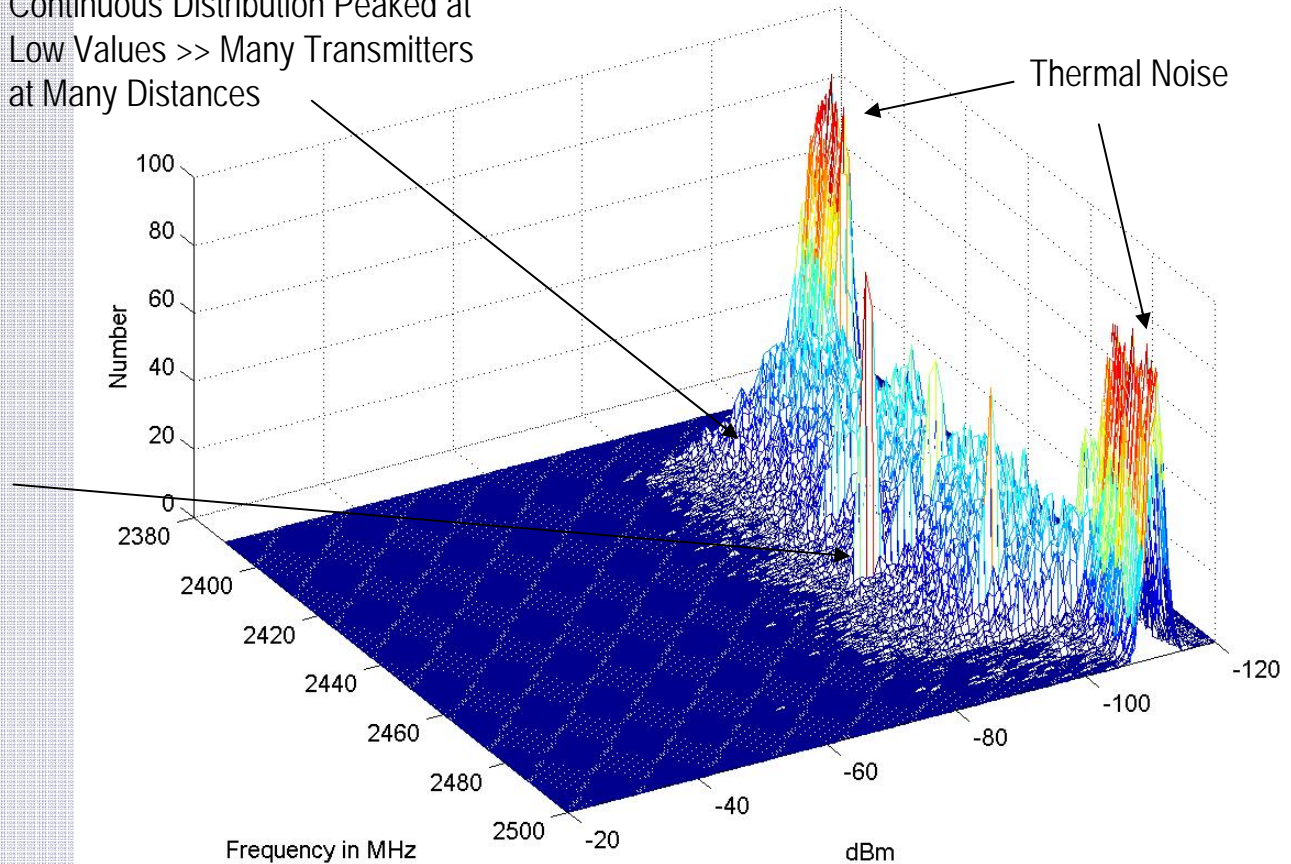 Continuous Distribution Peaked at
Low Values >> Many Transmitters
at Many Distances
Thermal Noise
100
80
60
40
20
0
Number
2380
2400
2420
2440
2460
2480
2500
Frequency in MHz
-20
-40
-60
-80
-100
-120
dBm